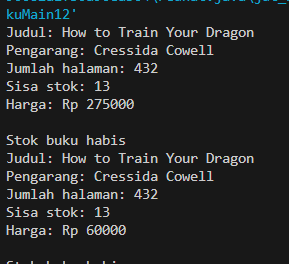 kuMain12'
Judul: How to Train Your Dragon
Pengarang: Cressida Cowell
Jumlah halaman: 432
Sisa stok: 13
Harga: Rp 275000
Stok buku habis
Judul: How to Train Your Dragon
Pengarang: Cressida Cowell
Jumlah halaman: 432
Sisa stok: 13
Harga: Rp 60000